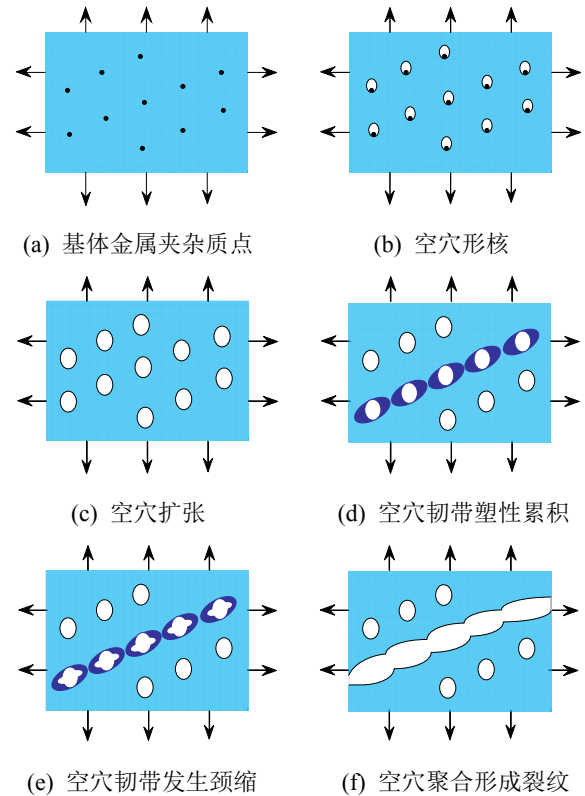 (a) 基体金属夹杂质点
(b) 空穴形核
(c) 空穴扩张
(d) 空穴韧带塑性累积
(e) 空穴韧带发生颈缩
(f) 空穴聚合形成裂纹